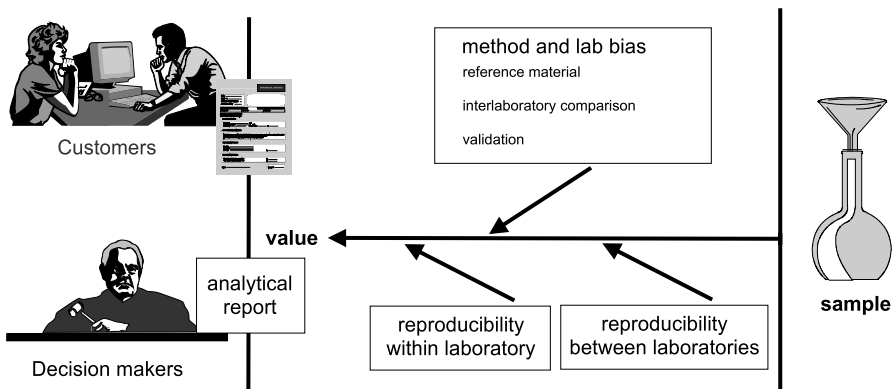 Customers
method and lab bias
reference material
interlaboratory comparison
validation
value
analytical
report
reproducibility
within laboratory
reproducibility
between laboratories
sample
Decision makers